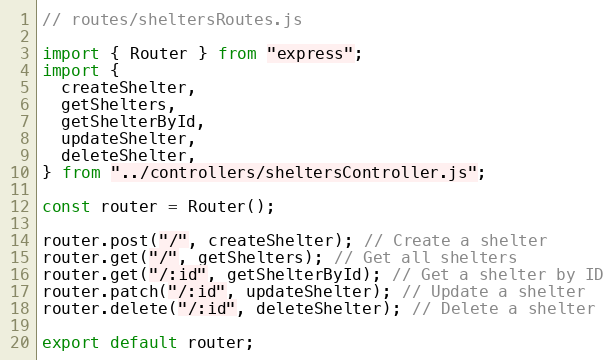 1 // routes/sheltersRoutes.js
2
3 import { Router } from "express";
4 import {
5   createShelter,
6   getShelters,
7   getShelterById,
8   updateShelter,
9   deleteShelter,
10 } from "../controllers/sheltersController.js";
11
12 const router = Router();
13
14 router.post("/", createShelter); // Create a shelter
15 router.get("/", getShelters); // Get all shelters
16 router.get("/:id", getShelterById); // Get a shelter by ID
17 router.patch("/:id", updateShelter); // Update a shelter
18 router.delete("/:id", deleteShelter); // Delete a shelter
19
20 export default router;